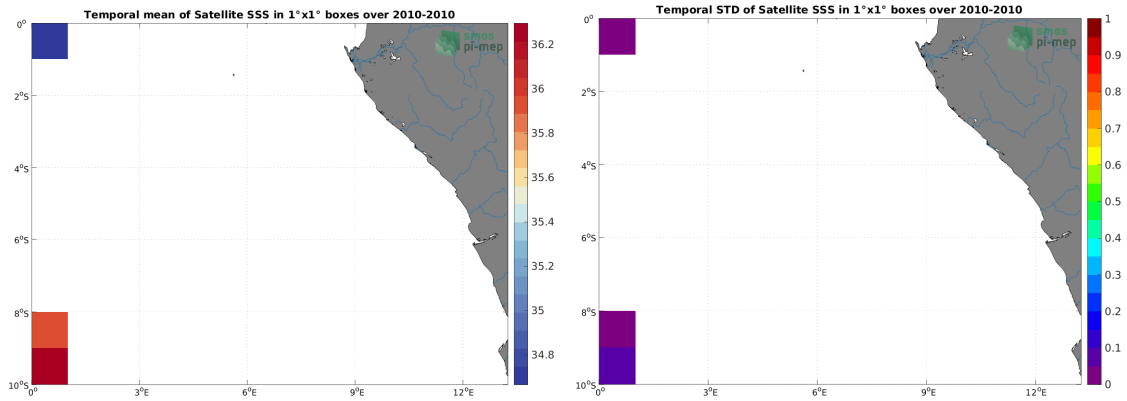 Temporal mean of Satellite SSS in 1°x1° boxes over 2010-2010
0°
2°S
4°S
6°S
8°S
10°S
0°
3°E
6°E
9°E
12°E
smos
pi-mep
36.2
36
35.8
35.6
35.4
35.2
35
34.8
Temporal STD of Satellite SSS in 1°x1° boxes over 2010-2010
0°
2°S
4°S
6°S
8°S
10°S
0°
3°E
6°E
9°E
12°E
smos
pi-mep
1
0.9
0.8
0.7
0.6
0.5
0.4
0.3
0.2
0.1
0